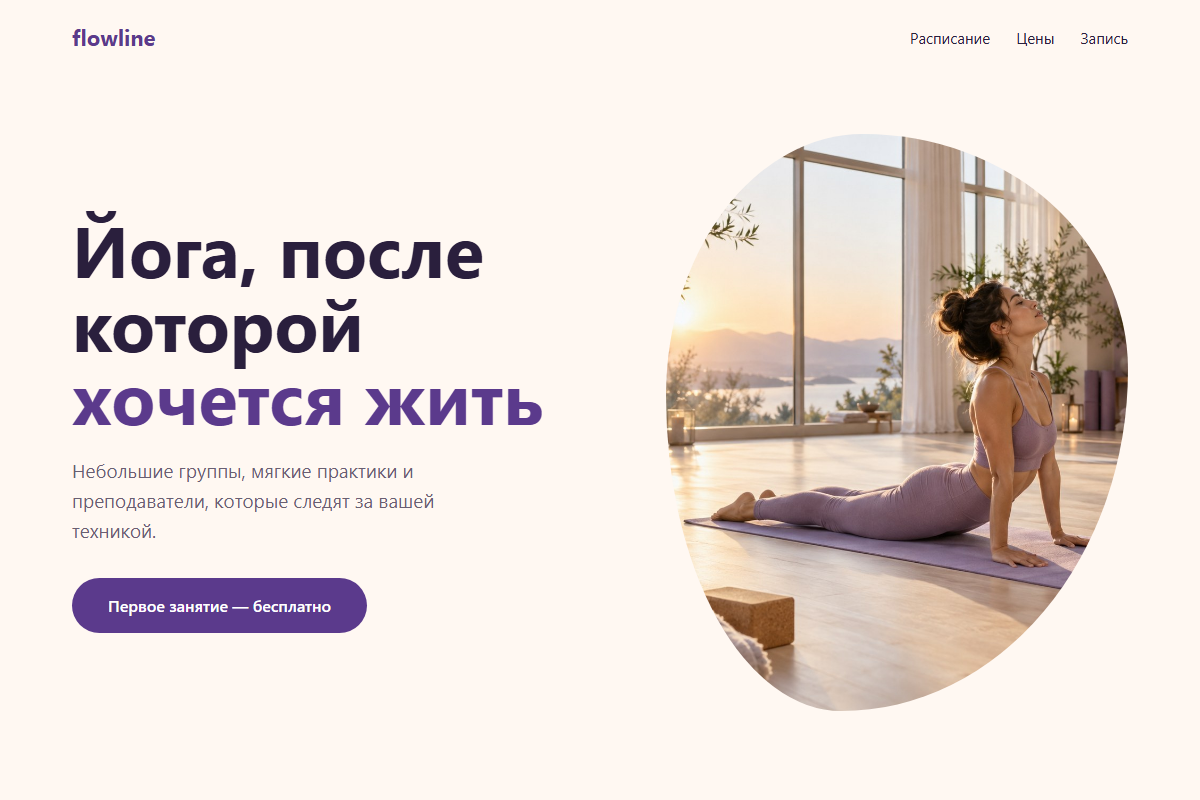 flowline
Расписание
Цены
Запись
Йога, после
которой
хочется жить
Небольшие группы, мягкие практики и
преподаватели, которые следят за вашей
техникой.
Первое занятие — бесплатно